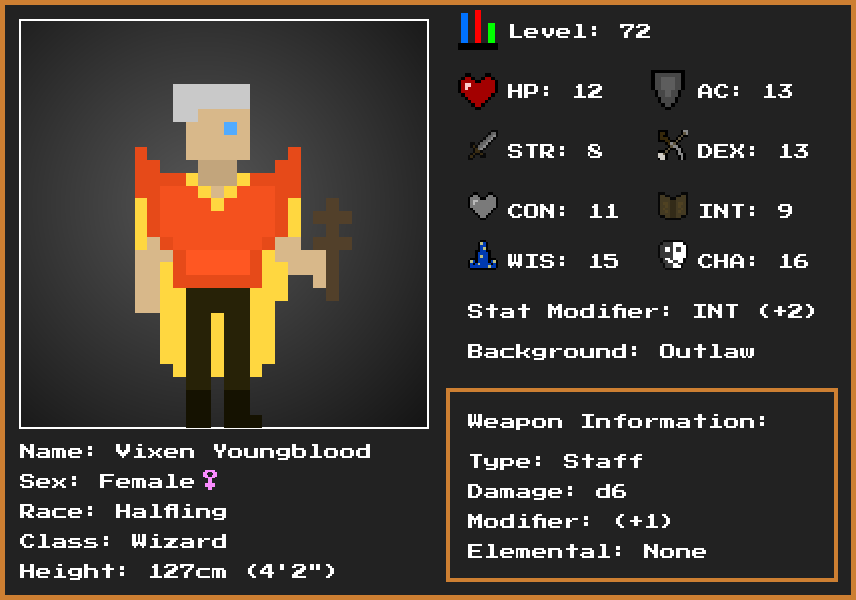 Level: 72
HP: 12
AC: 13
STR: 8
DEX: 13
CON: 11
INT: 9
WIS: 15
CHA: 16
Stat Modifier: INT (+2)
Background: Outlaw
Weapon Information:
Type: Staff
Damage: d6
Modifier: (+1)
Elemental: None
Name: Vixen Youngblood
Sex: Female♀
Race: Halfling
Class: Wizard
Height: 127cm (4'2")